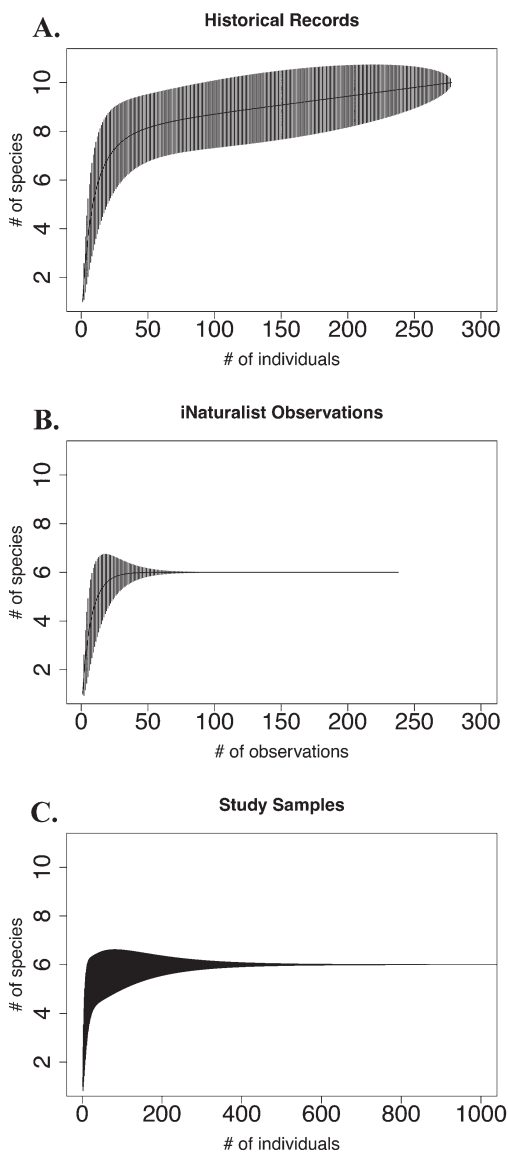 A.
Historical Records
# of species
10
8
6
4
2
0 50 100 150 200 250 300
# of individuals
B.
iNaturalist Observations
# of species
10
8
6
4
2
0 50 100 150 200 250 300
# of observations
C.
Study Samples
# of species
10
8
6
4
2
0 200 400 600 800 1000
# of individuals